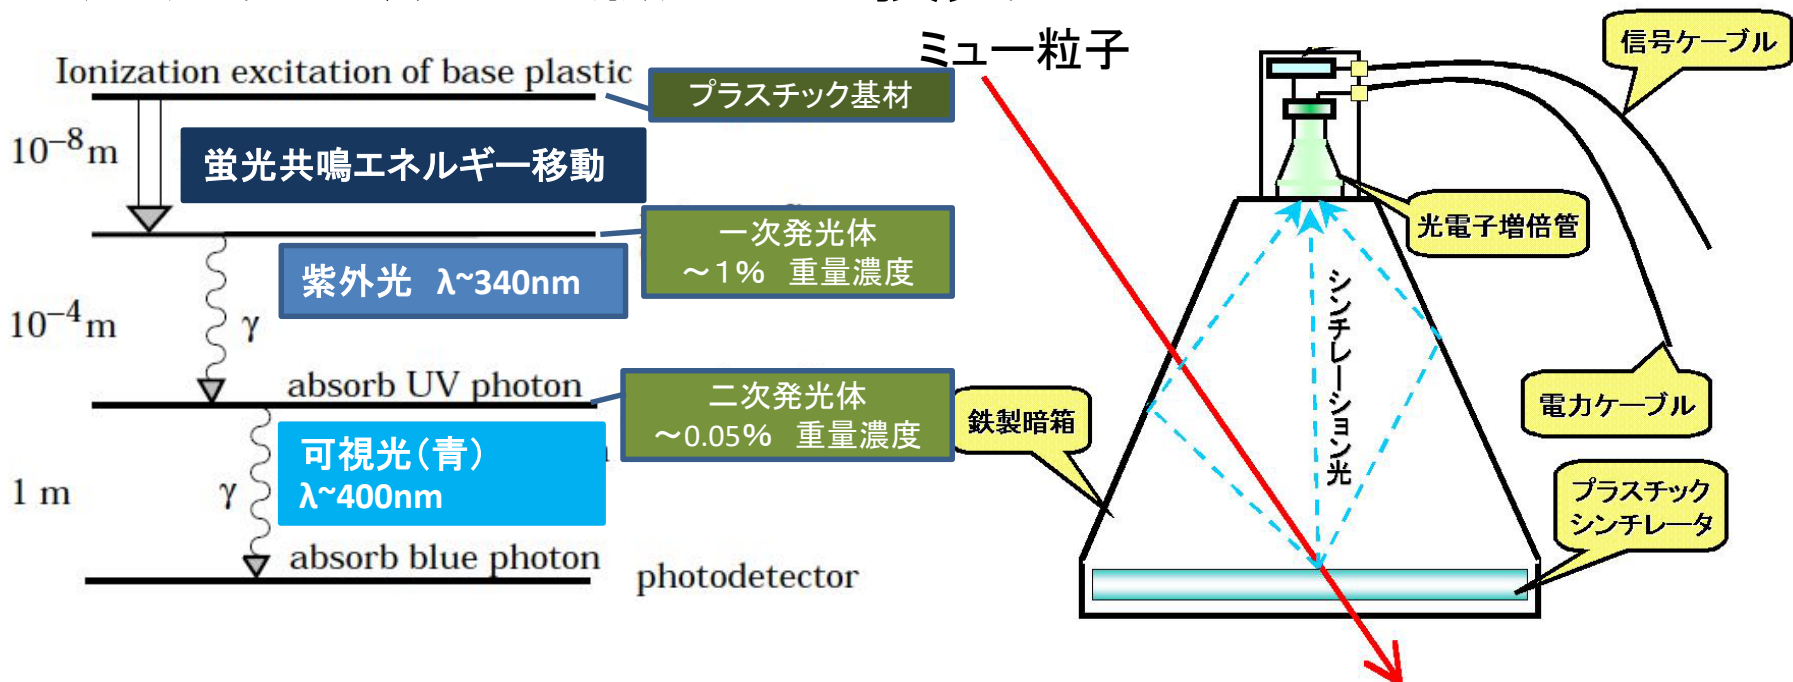 Ionization excitation of base plastic
プラスチック基材
10⁻⁸m
蛍光共鳴エネルギー移動
一次発光体
～1% 重量濃度
紫外光 λ~340nm
10⁻⁴m
γ
absorb UV photon
二次発光体
～0.05% 重量濃度
可視光(青)
λ~400nm
1 m
γ
absorb blue photon
photodetector
ミュー粒子
信号ケーブル
光電子増倍管
シンチレーション光
電力ケーブル
鉄製暗箱
プラスチック
シンチレータ